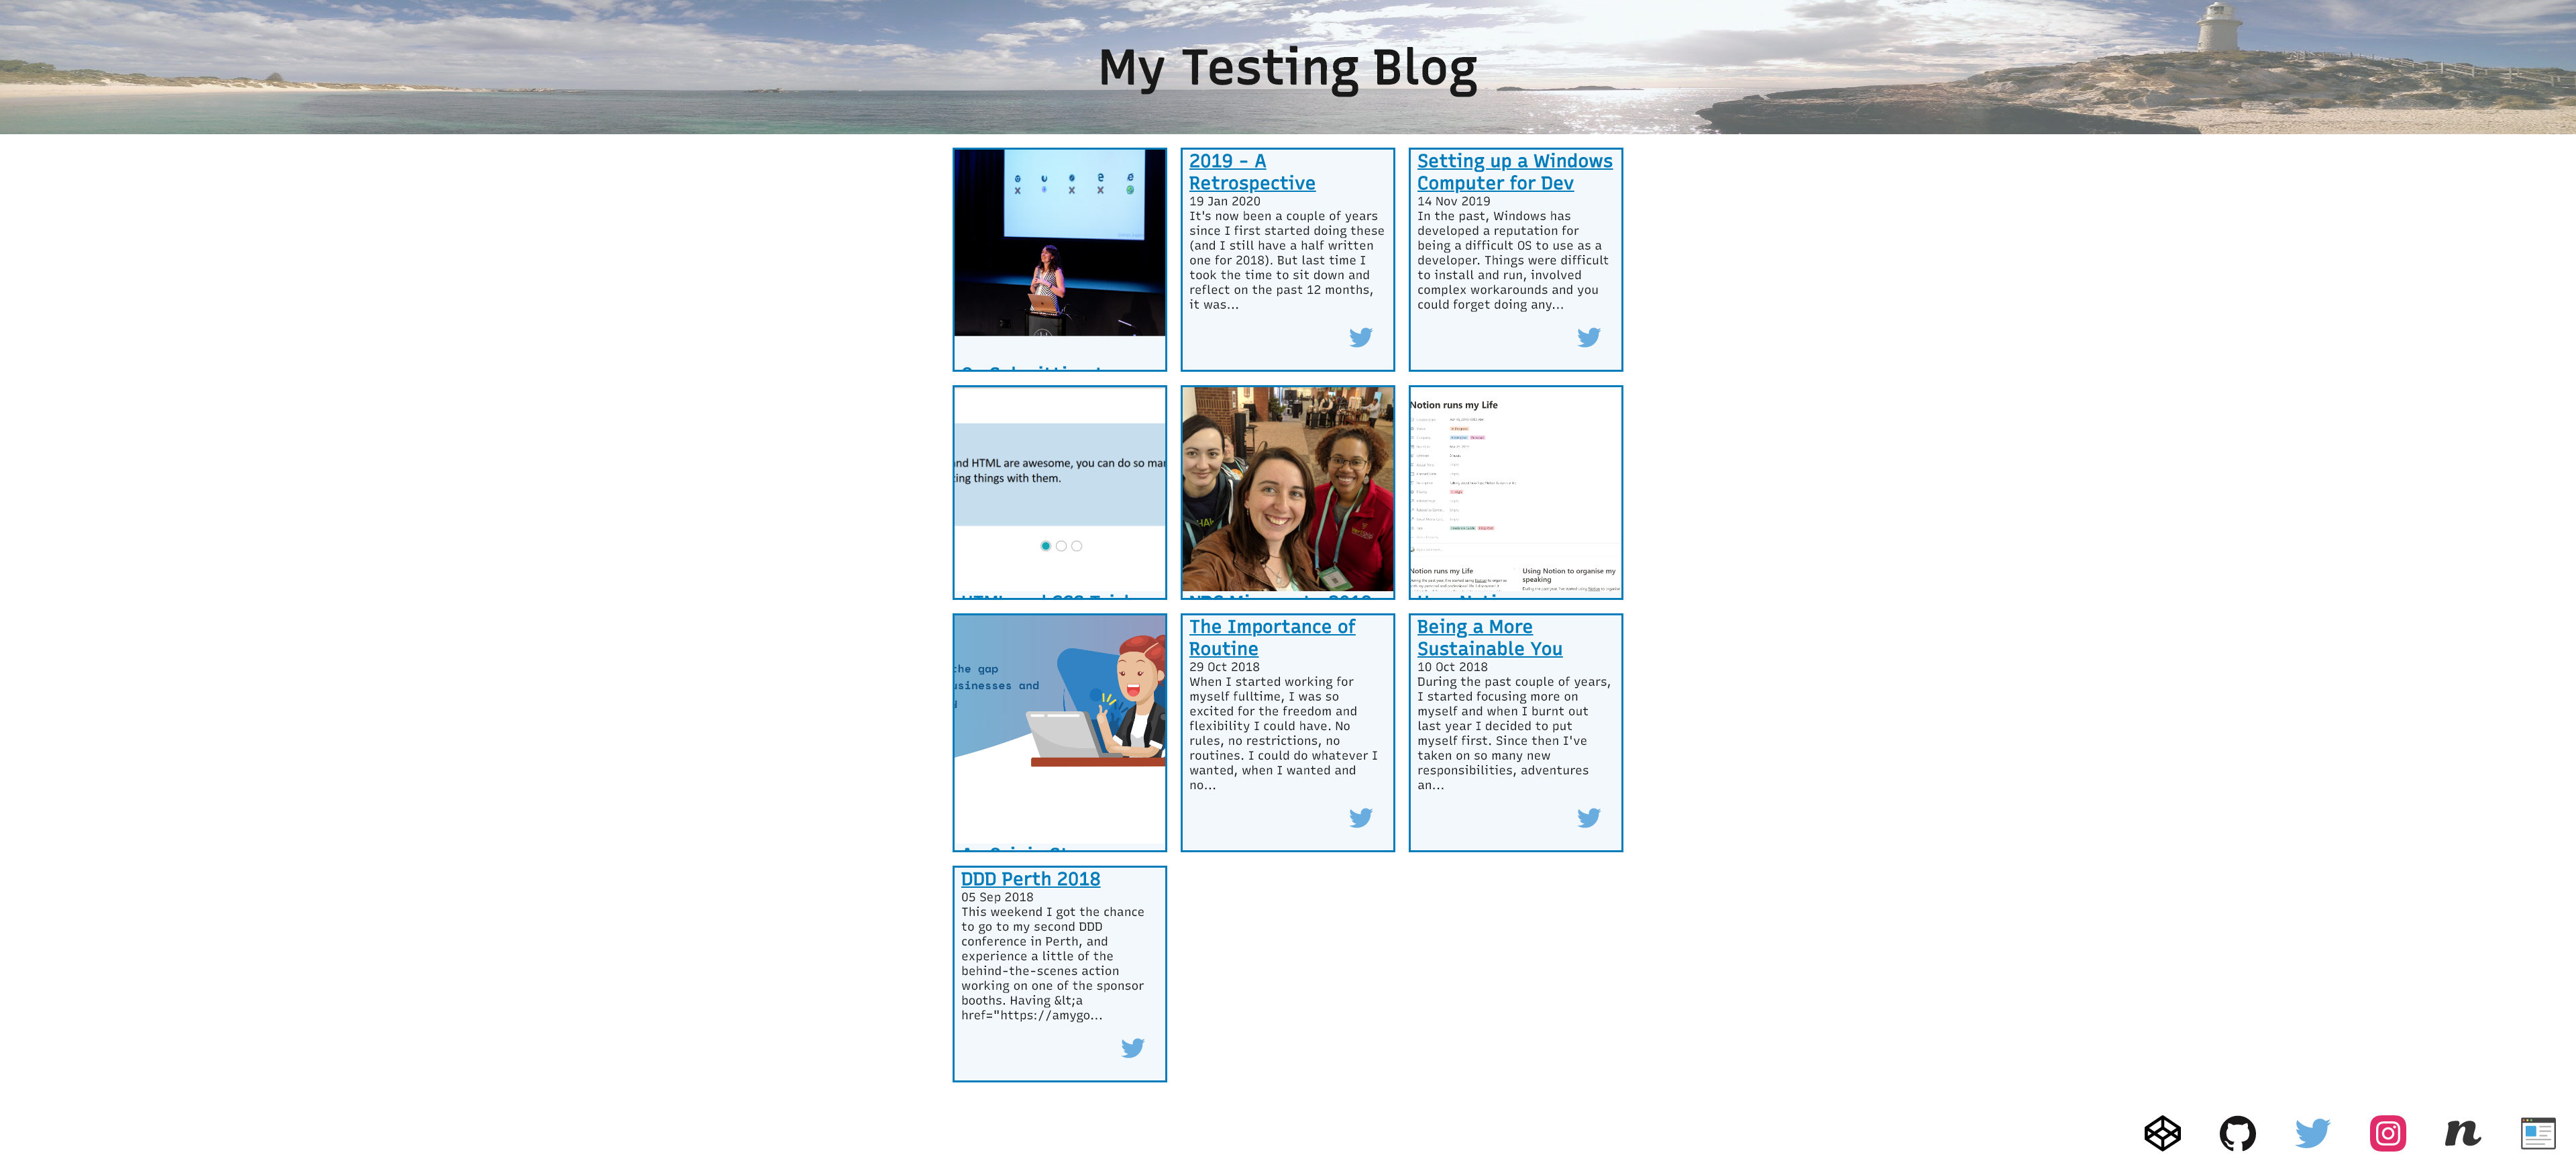 My Testing Blog
2019 - A
Retrospective
19 Jan 2020
It's now been a couple of years
since I first started doing these
(and I still have a half written
one for 2018). But last time I
took the time to sit down and
reflect on the past 12 months,
it was...
Setting up a Windows
Computer for Dev
14 Nov 2019
In the past, Windows has
developed a reputation for
being a difficult OS to use as a
developer. Things were difficult
to install and run, involved
complex workarounds and you
could forget doing any...
and HTML are awesome, you can do so
ing things with them.
Notion runs my Life
Notion runs my Life
Using Notion to organise my
speaking
the gap
usinesses and
The Importance of
Routine
29 Oct 2018
When I started working for
myself fulltime, I was so
excited for the freedom and
flexibility I could have. No
rules, no restrictions, no
routines. I could do whatever I
wanted, when I wanted and
no...
Being a More
Sustainable You
10 Oct 2018
During the past couple of years,
I started focusing more on
myself and when I burnt out
last year I decided to put
myself first. Since then I've
taken on so many new
responsibilities, adventures
an...
DDD Perth 2018
05 Sep 2018
This weekend I got the chance
to go to my second DDD
conference in Perth, and
experience a little of the
behind-the-scenes action
working on one of the sponsor
booths. Having &lt;a
href="https://amygo...